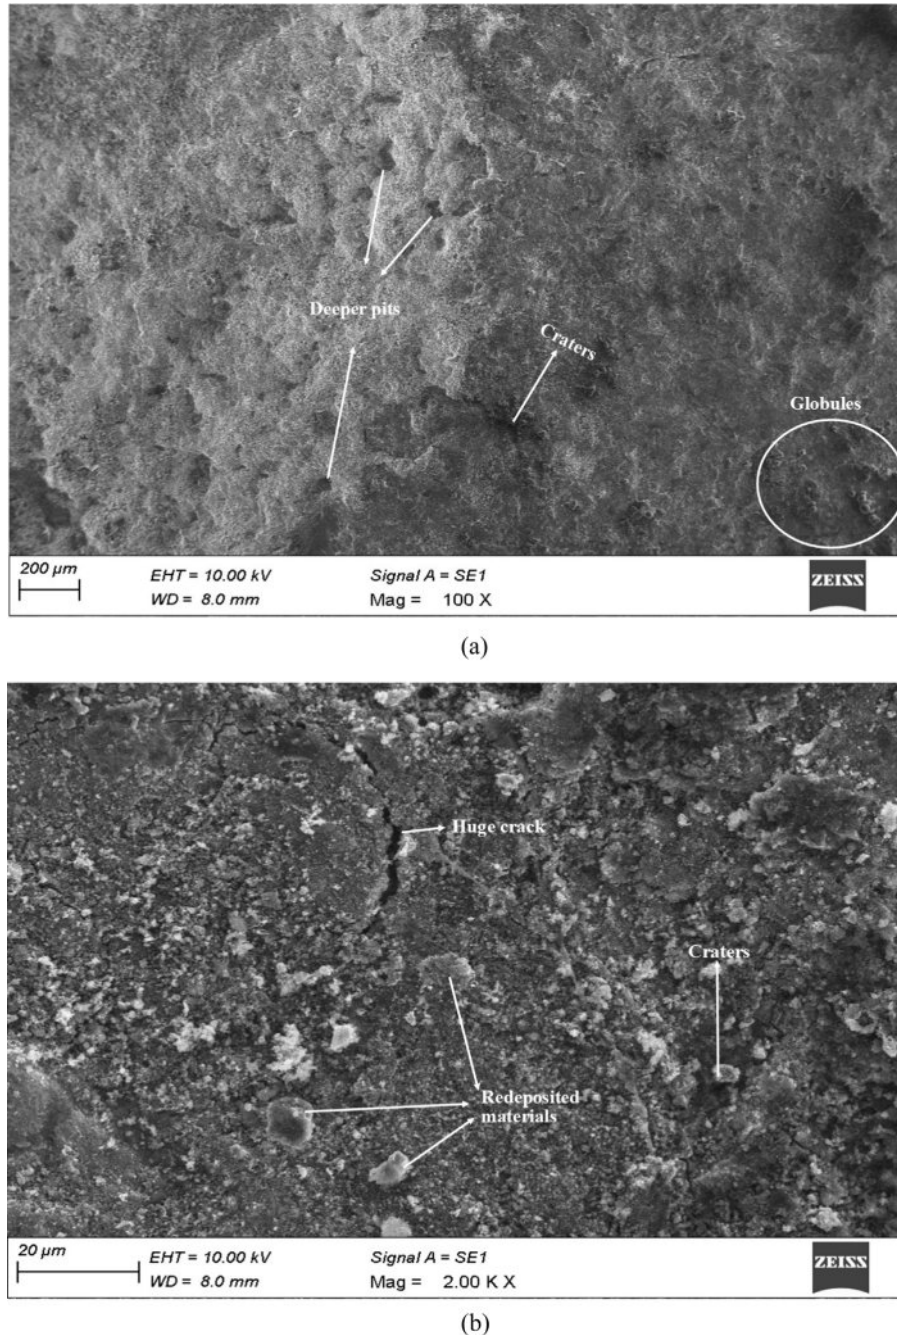 Deeper pits
Craters
Globules
200 µm
EHT = 10.00 kV
Signal A = SE1
WD = 8.0 mm
Mag = 100 X
ZEISS
(a)
Huge crack
Craters
Redeposited
materials
20 µm
EHT = 10.00 kV
Signal A = SE1
WD = 8.0 mm
Mag = 2.00 K X
ZEISS
(b)